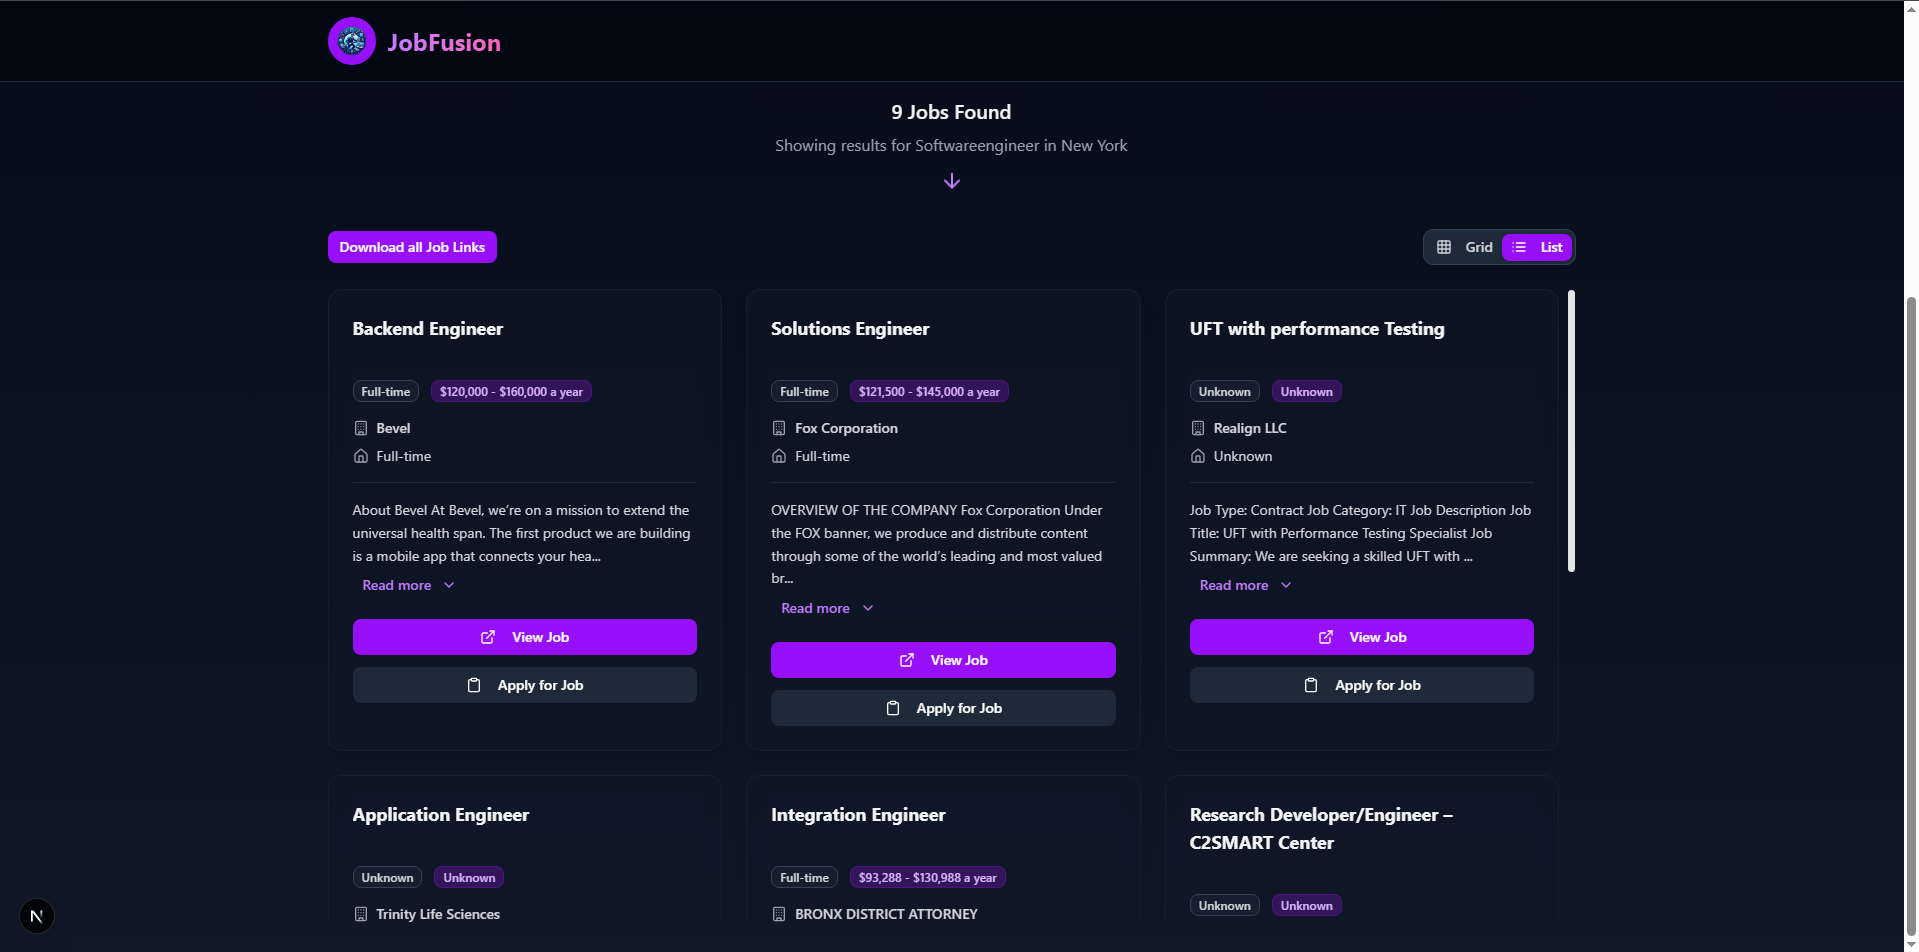 JobFusion
9 Jobs Found
Showing results for Softwareengineer in New York
Download all Job Links
Grid
List
Backend Engineer
Full-time
$120,000 - $160,000 a year
Bevel
Full-time
About Bevel At Bevel, we’re on a mission to extend the
universal health span. The first product we are building
is a mobile app that connects your hea...
Read more
View Job
Apply for Job
Solutions Engineer
Full-time
$121,500 - $145,000 a year
Fox Corporation
Full-time
OVERVIEW OF THE COMPANY Fox Corporation Under
the FOX banner, we produce and distribute content
through some of the world’s leading and most valued
br...
Read more
View Job
Apply for Job
UFT with performance Testing
Unknown
Unknown
Realign LLC
Unknown
Job Type: Contract Job Category: IT Job Description Job
Title: UFT with Performance Testing Specialist Job
Summary: We are seeking a skilled UFT with ...
Read more
View Job
Apply for Job
Application Engineer
Unknown
Unknown
Trinity Life Sciences
Integration Engineer
Full-time
$93,288 - $130,988 a year
BRONX DISTRICT ATTORNEY
Research Developer/Engineer –
C2SMART Center
Unknown
Unknown
N